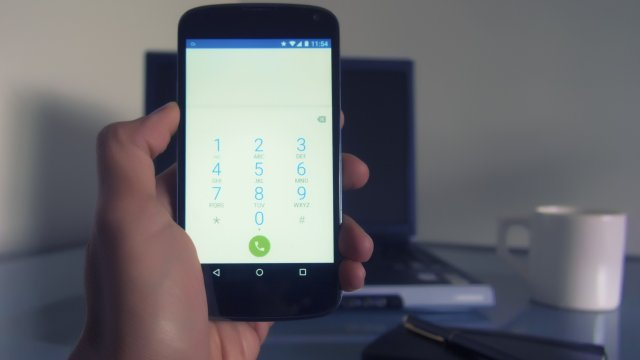 11:54
1 2 3
ABC DEF
4 5 6
GHI JKL MNO
7 8 9
PQRS TUV WXYZ
* 0 #
+